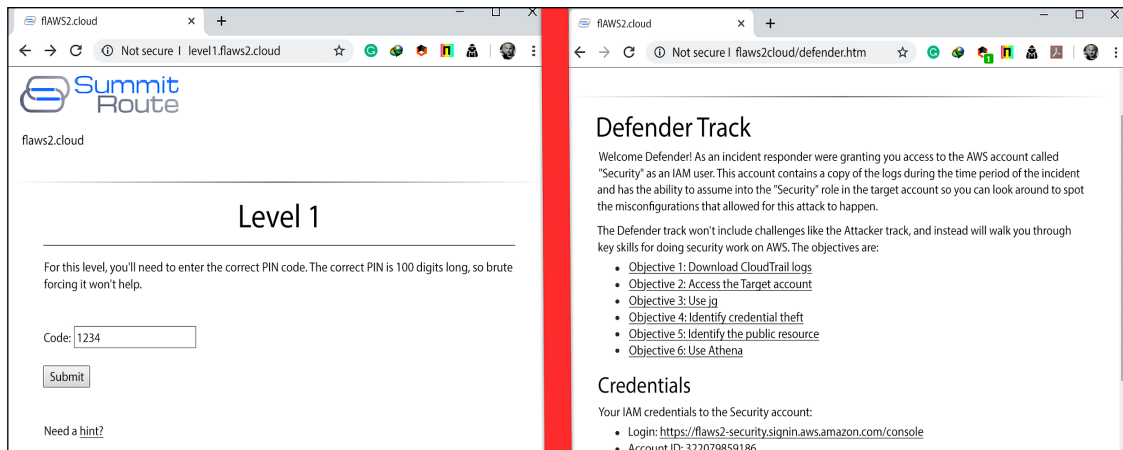 flAWS2.cloud
Not secure | level1.flaws2.cloud
Summit
Route
flaws2.cloud
Level 1
For this level, you'll need to enter the correct PIN code. The correct PIN is 100 digits long, so brute
forcing it won't help.
Code: 1234
Submit
Need a hint?
flAWS2.cloud
Not secure | flaws2cloud/defender.htm
1
Defender Track
Welcome Defender! As an incident responder were granting you access to the AWS account called
"Security" as an IAM user. This account contains a copy of the logs during the time period of the incident
and has the ability to assume into the "Security" role in the target account so you can look around to spot
the misconfigurations that allowed for this attack to happen.
The Defender track won't include challenges like the Attacker track, and instead will walk you through
key skills for doing security work on AWS. The objectives are:
• Objective 1: Download CloudTrail logs
• Objective 2: Access the Target account
• Objective 3: Use jq
• Objective 4: Identify credential theft
• Objective 5: Identify the public resource
• Objective 6: Use Athena
Credentials
Your IAM credentials to the Security account:
• Login: https://flaws2-security.signin.aws.amazon.com/console
• Account ID: 322079859186